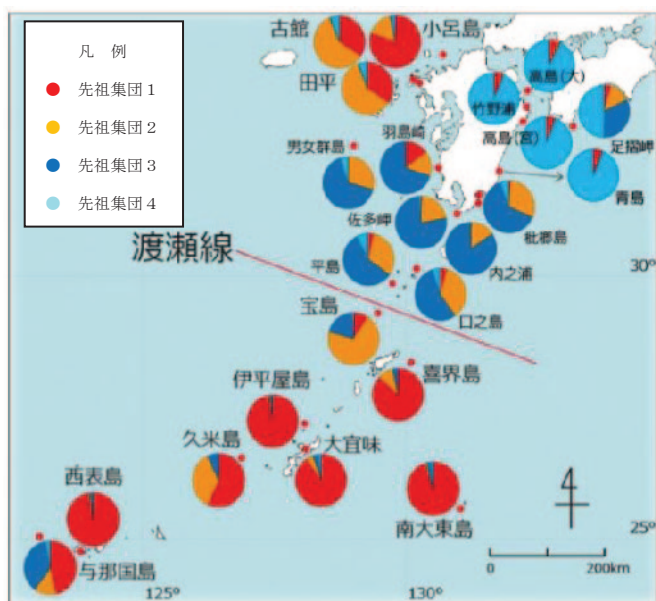 凡 例
先祖集団1
先祖集団2
先祖集団3
先祖集団4
古館
小呂島
田平
高島(大)
竹野浦
高島(宮)
足摺岬
青島
羽島崎
男女群島
佐多岬
枇榔島
内之浦
平島
口之島
渡瀬線
30°
宝島
喜界島
伊平屋島
久米島
大宜味
西表島
南大東島
与那国島
4
25°
125°
130°
0
200km